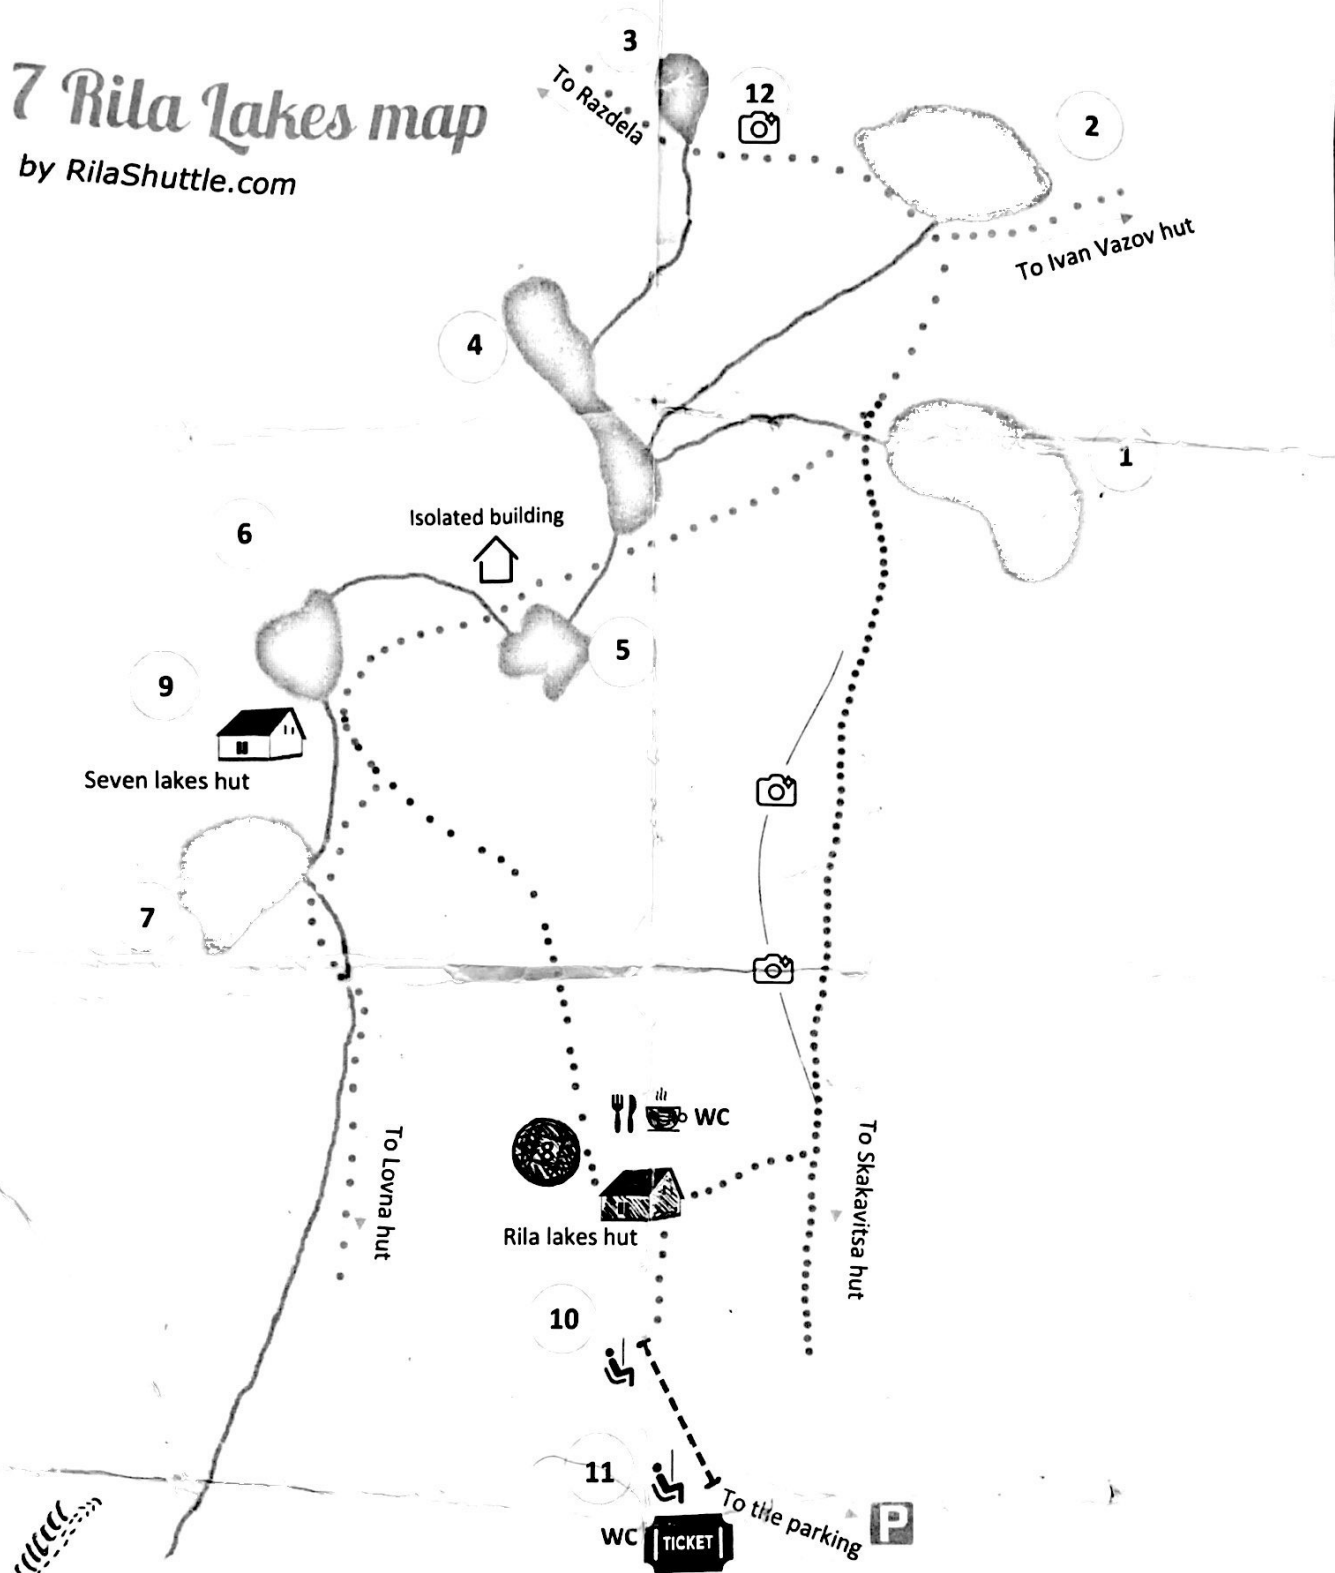 7 Rila Lakes map
by RilaShuttle.com
3
To Razdela
12
2
To Ivan Vazov hut
4
1
6
Isolated building
5
9
Seven lakes hut
7
WC
8
Rila lakes hut
To Lovna hut
To Skakavitsa hut
10
11
To the parking
P
WC
TICKET